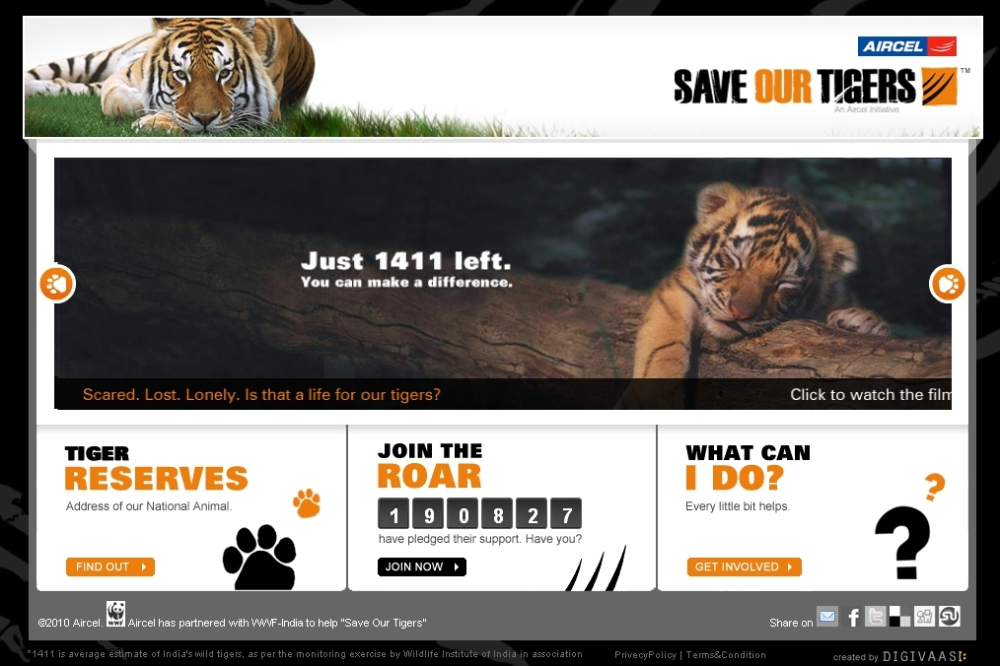 AIRCEL
SAVE OUR TIGERS TM
An Aircel Initiative
Just 1411 left.
You can make a difference.
Scared. Lost. Lonely. Is that a life for our tigers?
Click to watch the film
TIGER
RESERVES
Address of our National Animal.
FIND OUT
JOIN THE
ROAR
1 9 0 8 2 7
have pledged their support. Have you?
JOIN NOW
WHAT CAN
I DO?
Every little bit helps.
GET INVOLVED
?
?
©2010 Aircel. WWF Aircel has partnered with WWF-India to help "Save Our Tigers"
Share on
*1411 is average estimate of India's wild tigers, as per the monitoring exercise by Wildlife Institute of India in association
PrivecyPolicy | Terms&Condition
created by DIGIVAASI: